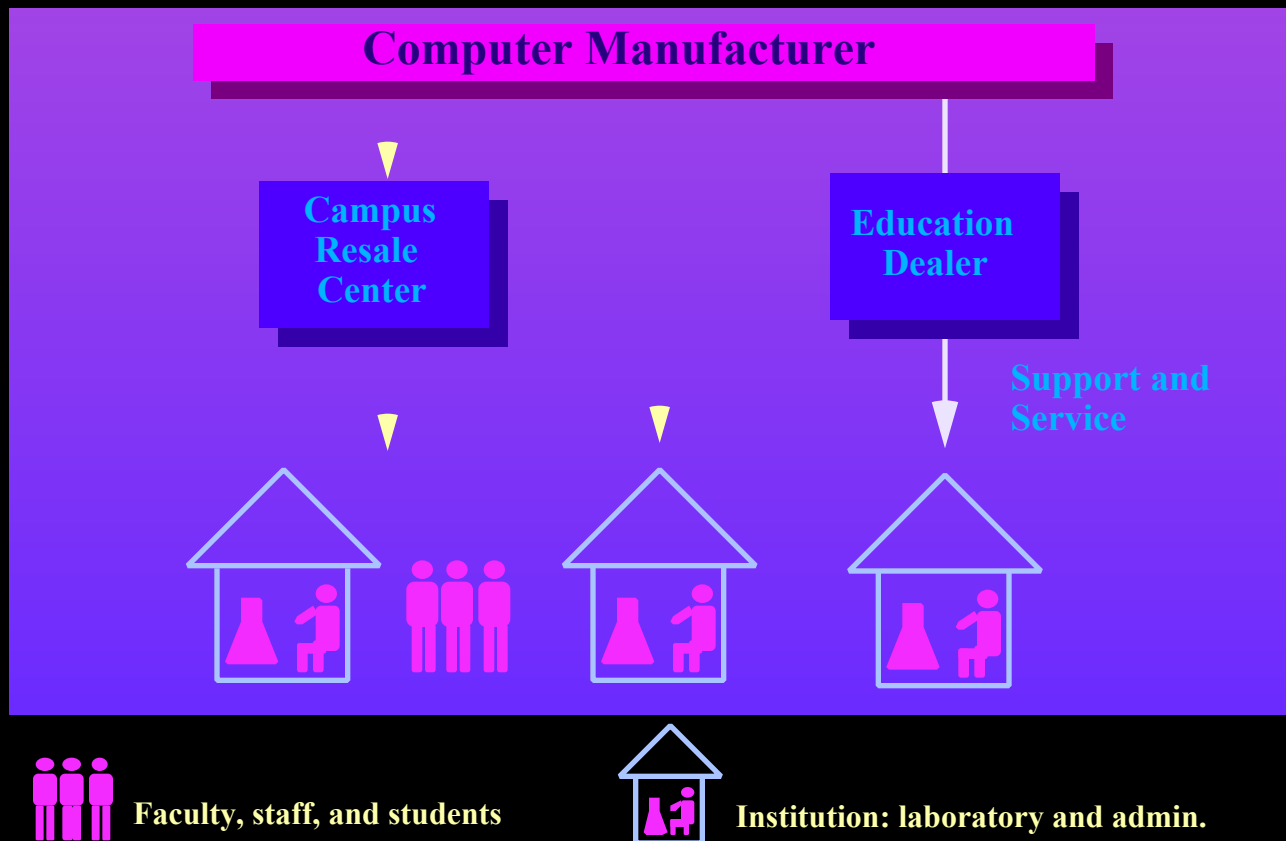 Computer Manufacturer
Campus
Resale
Center
Education
Dealer
Support and
Service
Faculty, staff, and students
Institution: laboratory and admin.